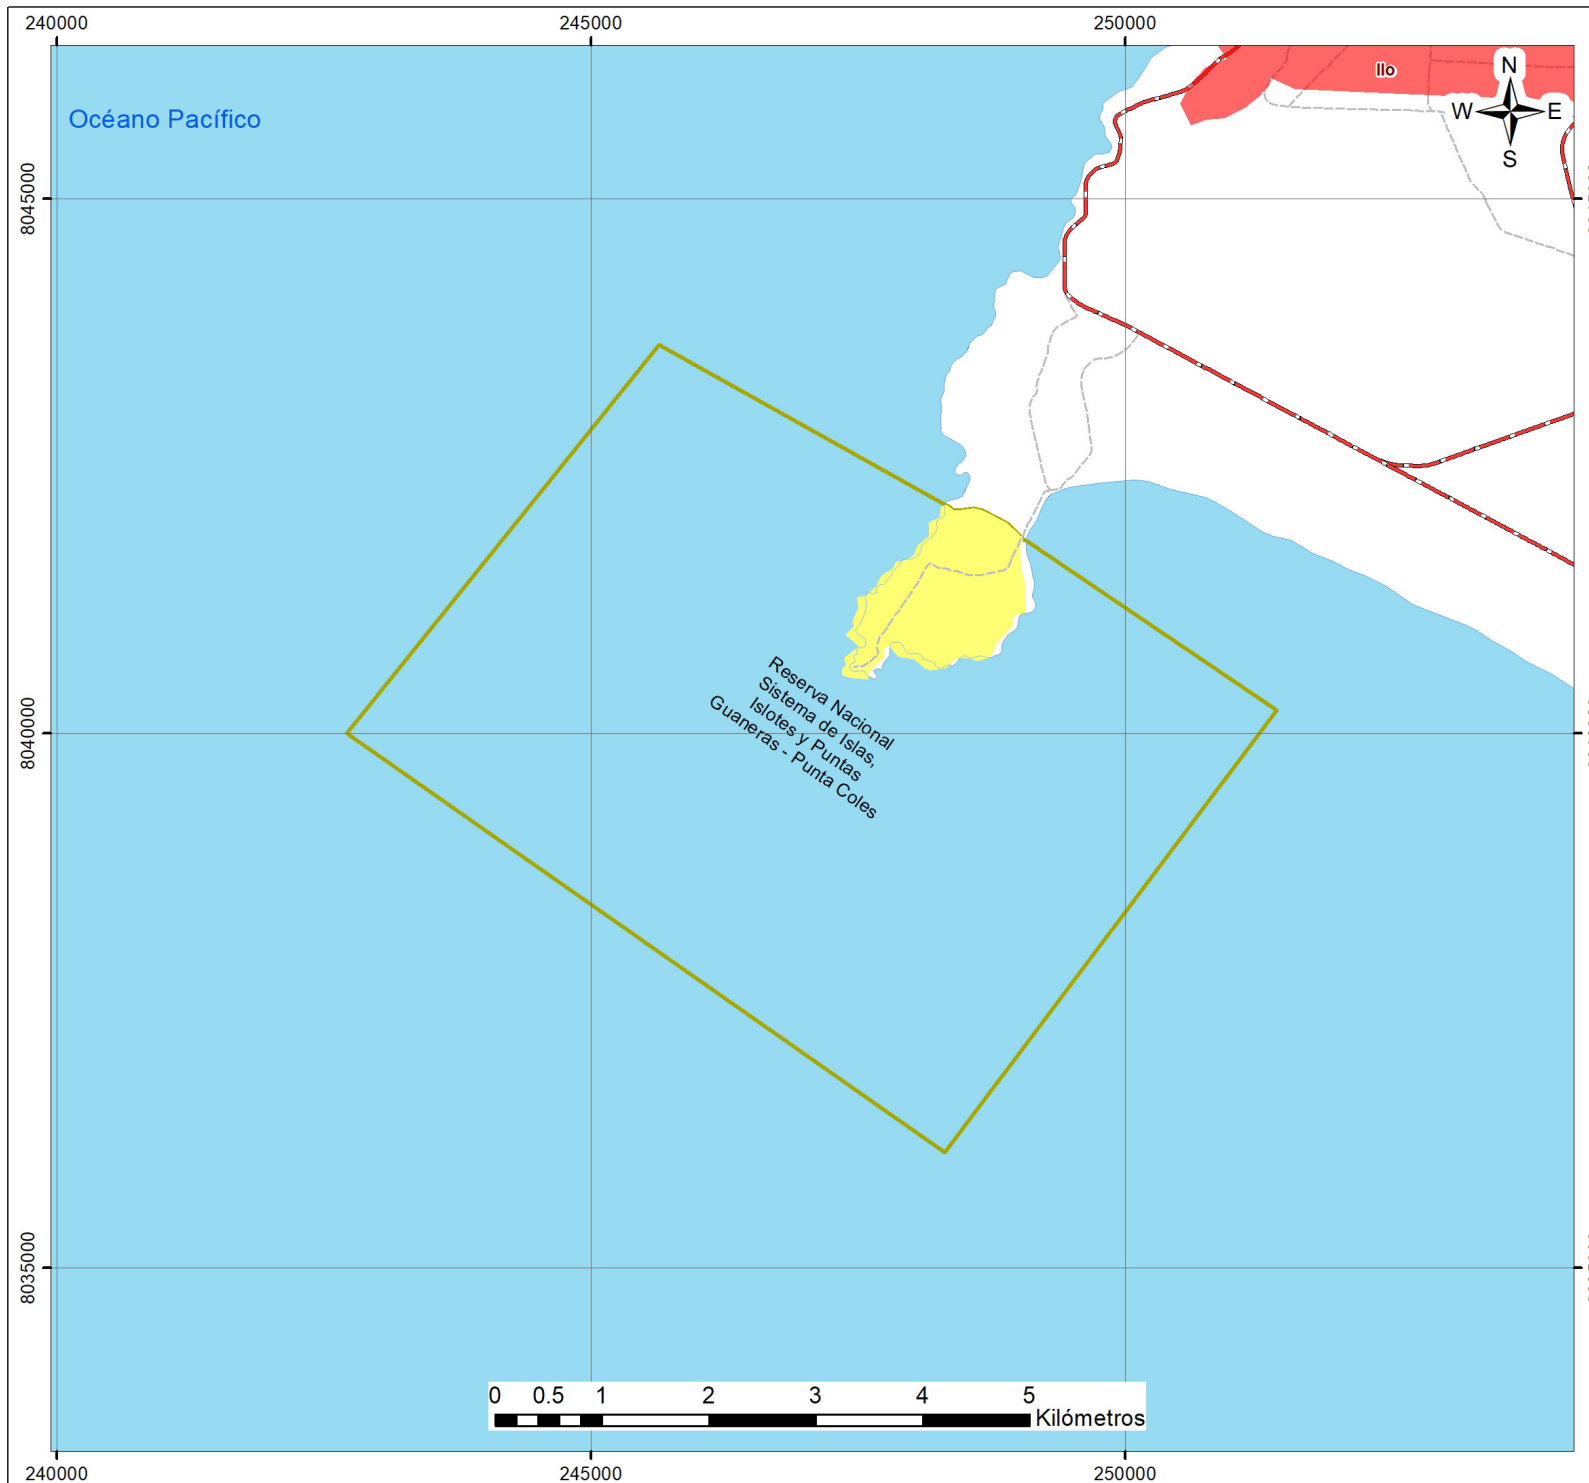 240000
245000
250000
Ilo
N
W E
S
Océano Pacífico
8045000
Reserva Nacional
Sistema de Islas,
Islotes y Puntas
Guaneras - Punta Coles
8040000
8035000
0 0.5 1 2 3 4 5
Kilómetros
240000
245000
250000